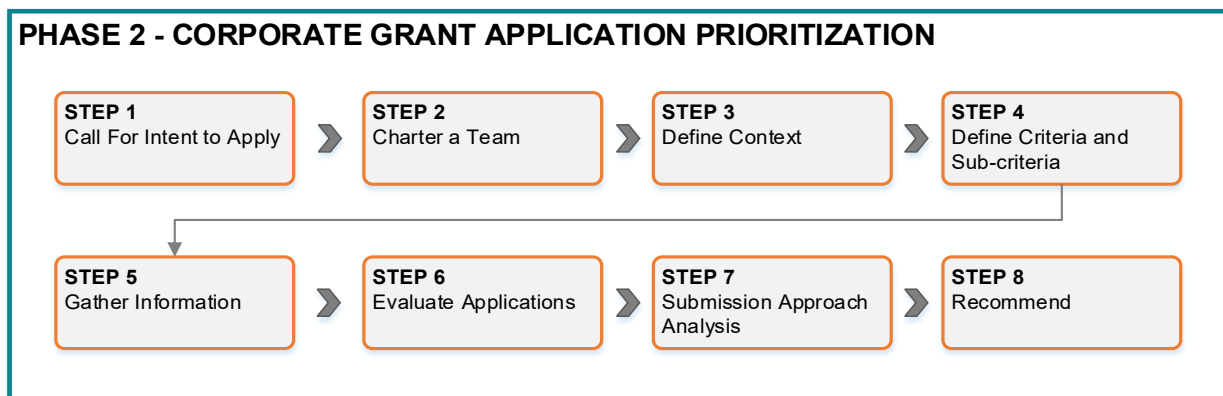 PHASE 2 - CORPORATE GRANT APPLICATION PRIORITIZATION
STEP 1
Call For Intent to Apply
STEP 2
Charter a Team
STEP 3
Define Context
STEP 4
Define Criteria and
Sub-criteria
STEP 5
Gather Information
STEP 6
Evaluate Applications
STEP 7
Submission Approach
Analysis
STEP 8
Recommend